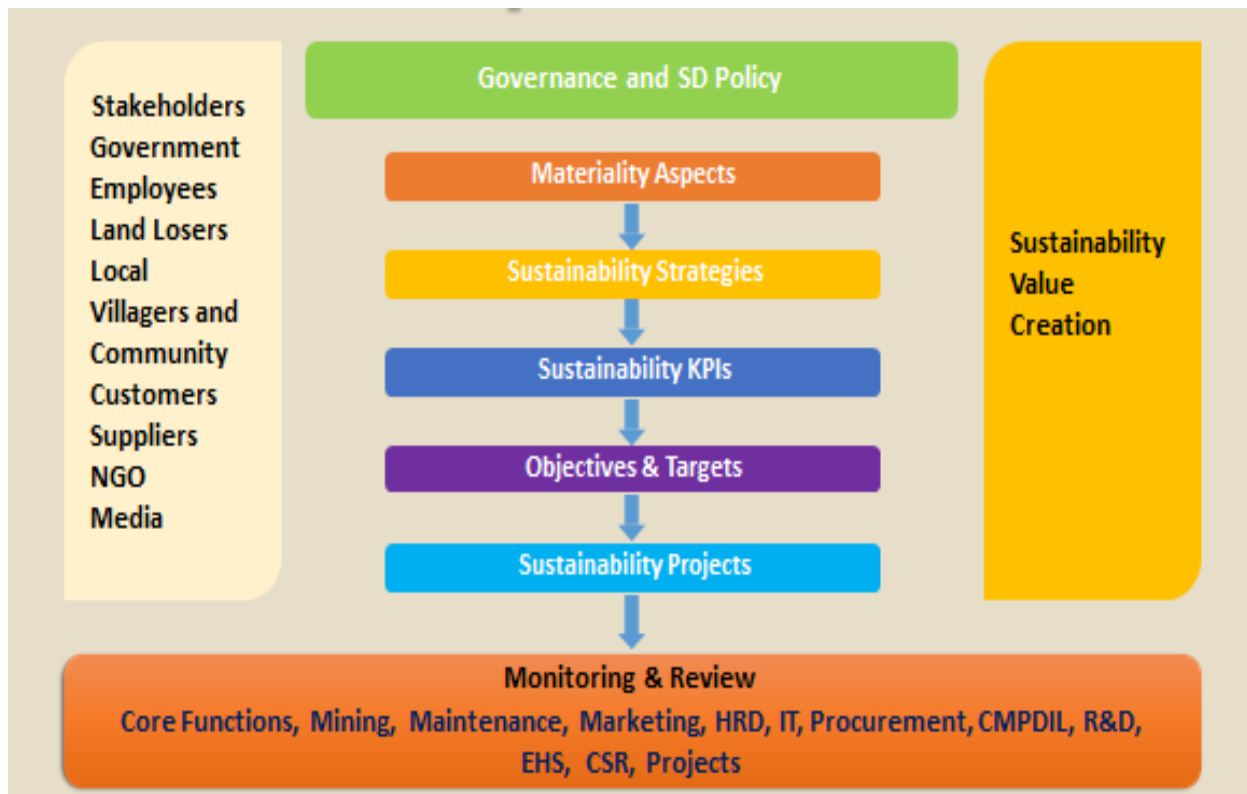 Stakeholders
Government
Employees
Land Losers
Local
Villagers and
Community
Customers
Suppliers
NGO
Media
Governance and SD Policy
Materiality Aspects
Sustainability Strategies
Sustainability KPIs
Objectives & Targets
Sustainability Projects
Sustainability
Value
Creation
Monitoring & Review
Core Functions, Mining, Maintenance, Marketing, HRD, IT, Procurement, CMPDIL, R&D,
EHS, CSR, Projects